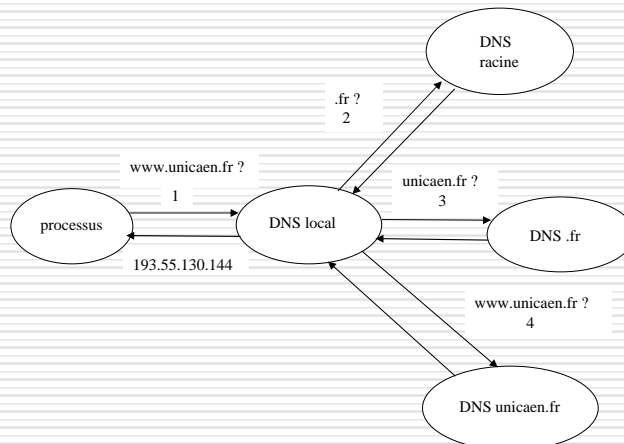 DNS
racine
.fr ?
2
www.unicaen.fr ?
1
unicaen.fr ?
3
processus
DNS local
DNS .fr
193.55.130.144
www.unicaen.fr ?
4
DNS unicaen.fr